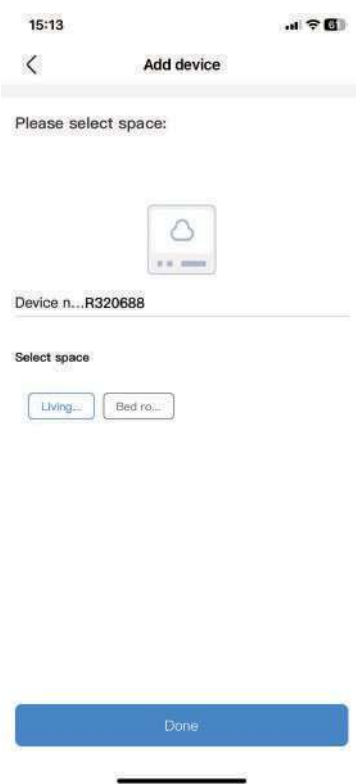 15:13
Add device
Please select space:
Device n...R320688
Select space
Living...
Bed ro...
Done